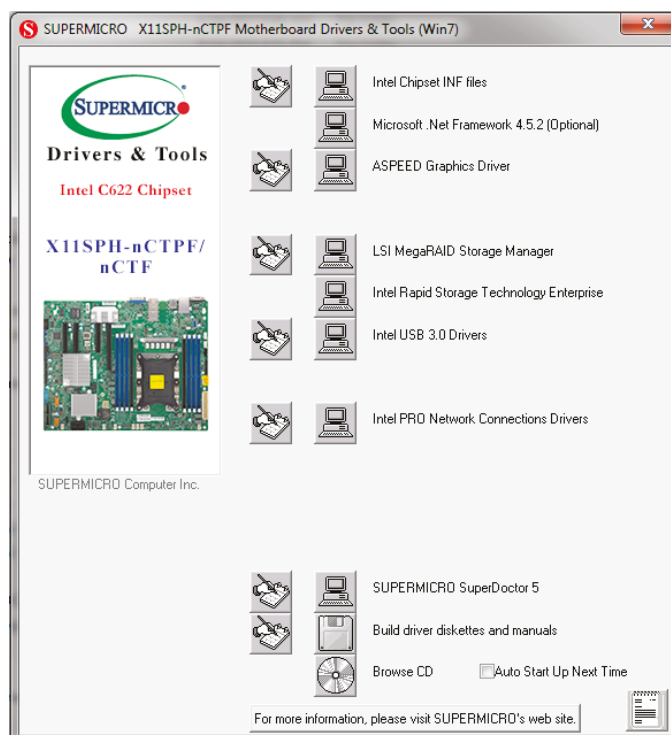 SUPERMICRO X11SPH-nCTPF Motherboard Drivers & Tools (Win7)
SUPERMICRO
Drivers & Tools
Intel C622 Chipset
X11SPH-nCTPF/
nCTF
SUPERMICRO Computer Inc.
Intel Chipset INF files
Microsoft .Net Framework 4.5.2 (Optional)
ASPEED Graphics Driver
LSI MegaRAID Storage Manager
Intel Rapid Storage Technology Enterprise
Intel USB 3.0 Drivers
Intel PRO Network Connections Drivers
SUPERMICRO SuperDoctor 5
Build driver diskettes and manuals
Browse CD
Auto Start Up Next Time
For more information, please visit SUPERMICRO's web site.